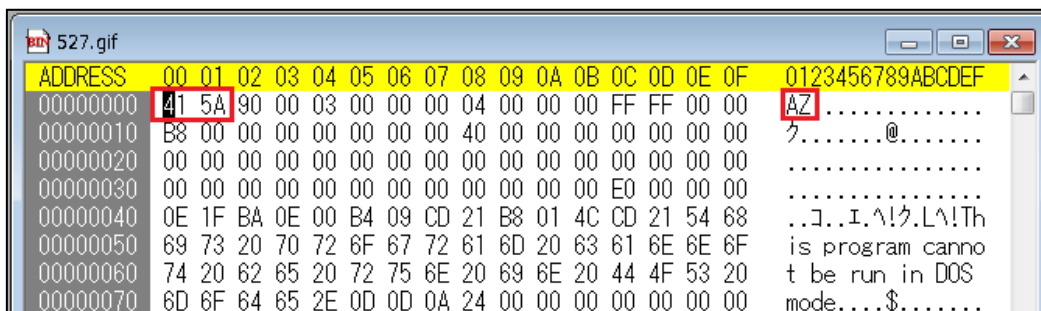 527.gif
ADDRESS 00 01 02 03 04 05 06 07 08 09 0A 0B 0C 0D 0E 0F 0123456789ABCDEF
00000000 41 5A 90 00 03 00 00 00 04 00 00 00 FF FF 00 00 AZ..............
00000010 B8 00 00 00 00 00 00 00 40 00 00 00 00 00 00 00 ク.......@.......
00000020 00 00 00 00 00 00 00 00 00 00 00 00 00 00 00 00 ................
00000030 00 00 00 00 00 00 00 00 00 00 00 00 E0 00 00 00 ................
00000040 0E 1F BA 0E 00 B4 09 CD 21 B8 01 4C CD 21 54 68 ..コ..エ.ヘ!ク.Lヘ!Th
00000050 69 73 20 70 72 6F 67 72 61 6D 20 63 61 6E 6E 6F is program canno
00000060 74 20 62 65 20 72 75 6E 20 69 6E 20 44 4F 53 20 t be run in DOS
00000070 6D 6F 64 65 2E 0D 0D 0A 24 00 00 00 00 00 00 00 mode....$.......